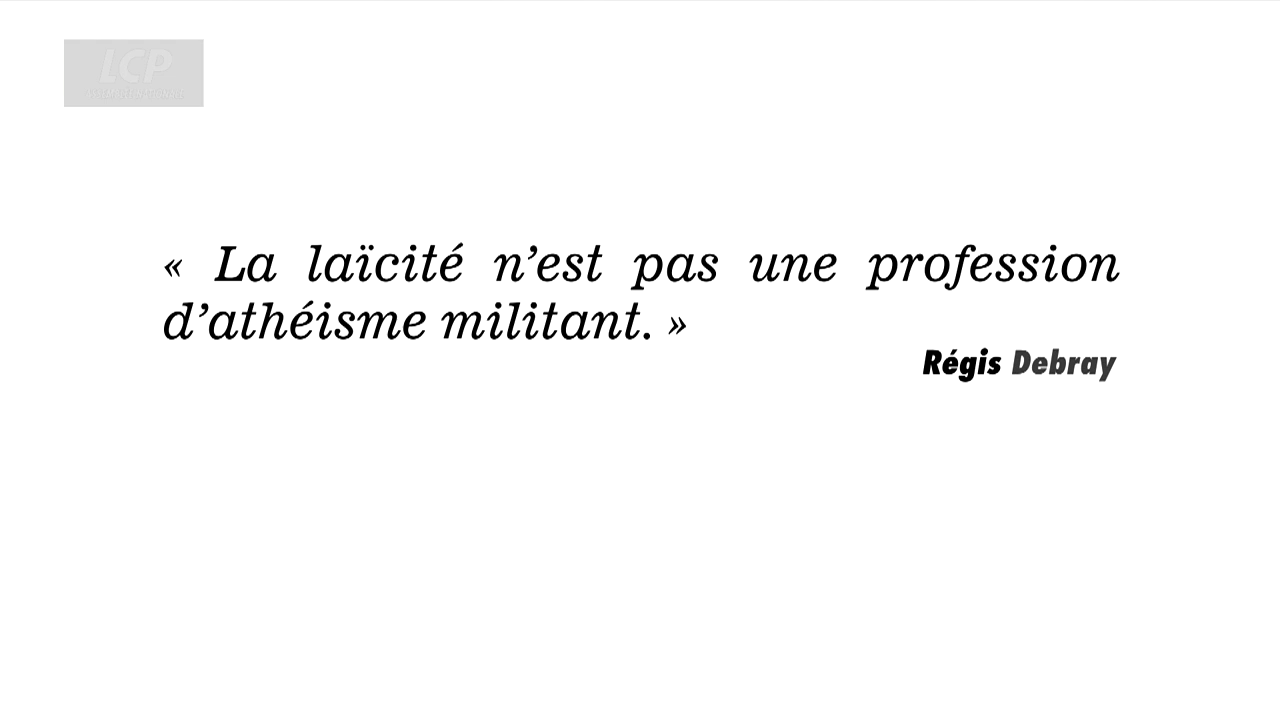 LCP
« La laïcité n’est pas une profession
d’athéisme militant. »
Régis Debray